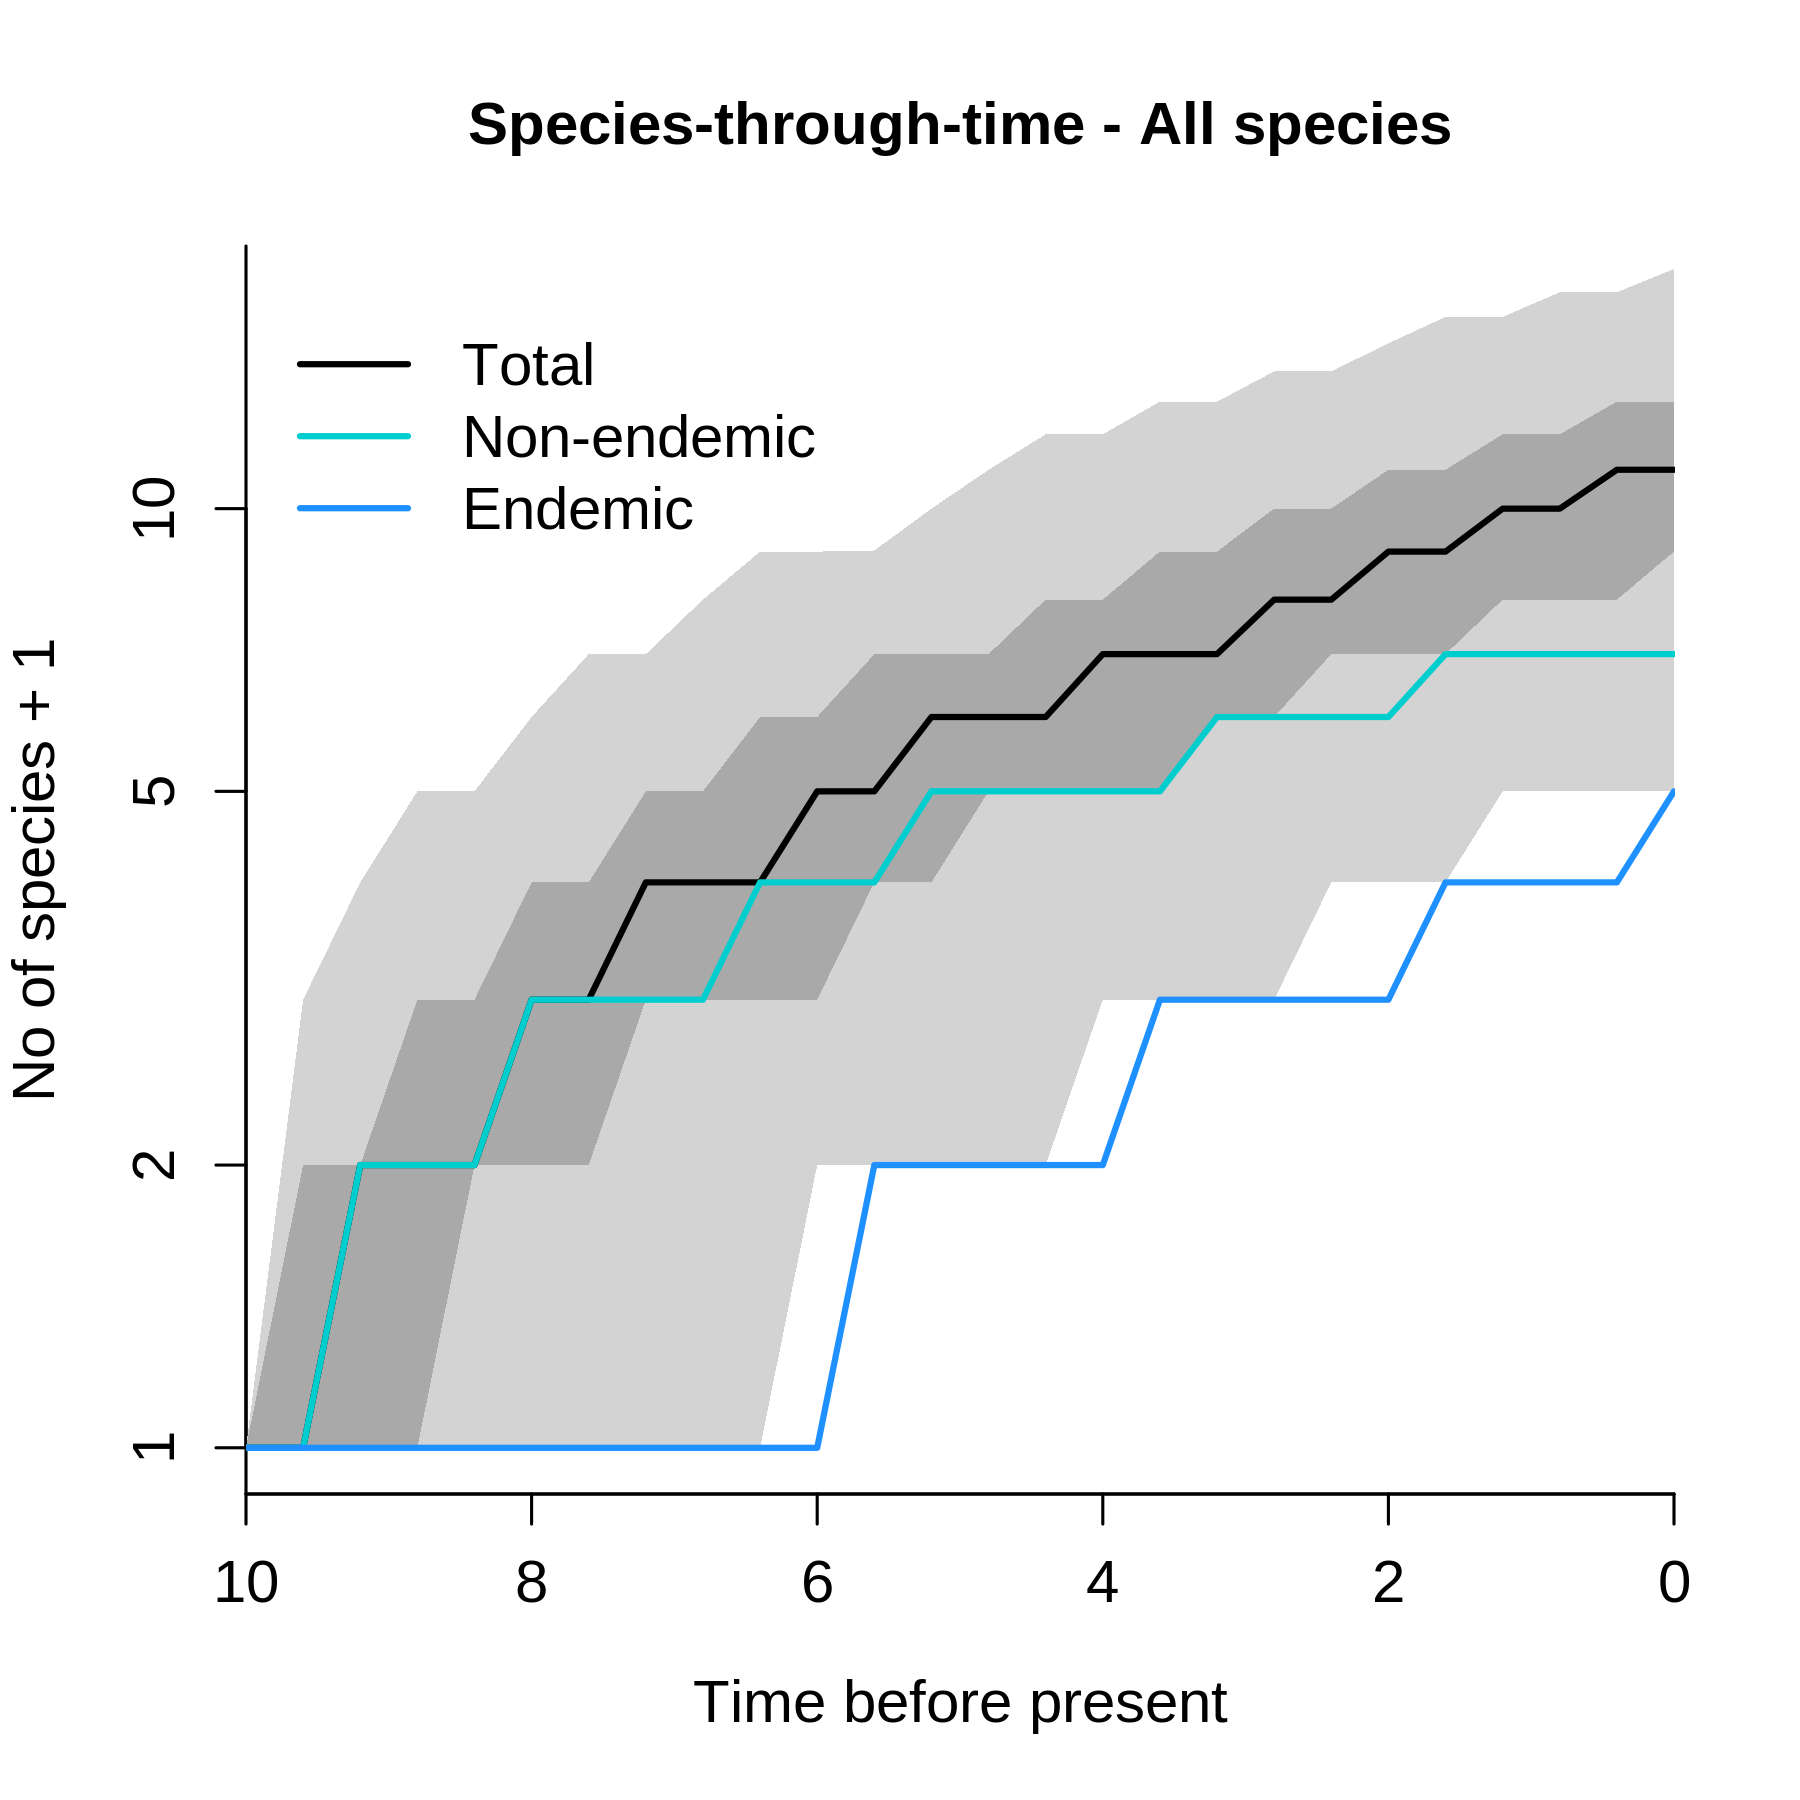 Species-through-time - All species
Total
Non-endemic
Endemic
No of species + 1
10
5
2
1
10 8 6 4 2 0
Time before present